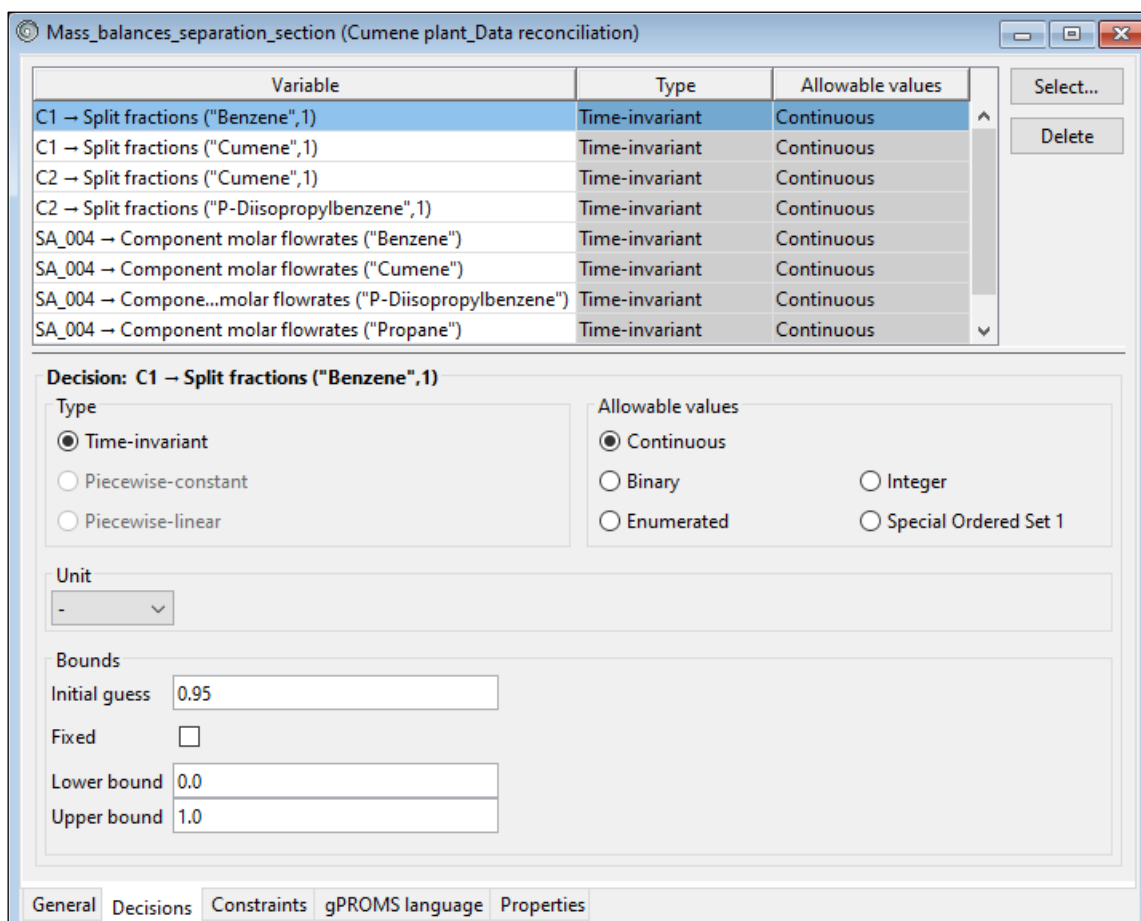 Mass_balances_separation_section (Cumene plant_Data reconciliation)
Variable Type Allowable values Select...
C1 → Split fractions ("Benzene",1) Time-invariant Continuous
Delete
C1 → Split fractions ("Cumene",1) Time-invariant Continuous
C2 → Split fractions ("Cumene",1) Time-invariant Continuous
C2 → Split fractions ("P-Diisopropylbenzene",1) Time-invariant Continuous
SA_004 → Component molar flowrates ("Benzene") Time-invariant Continuous
SA_004 → Component molar flowrates ("Cumene") Time-invariant Continuous
SA_004 → Compone...molar flowrates ("P-Diisopropylbenzene") Time-invariant Continuous
SA_004 → Component molar flowrates ("Propane") Time-invariant Continuous
Decision: C1 → Split fractions ("Benzene",1)
Type Allowable values
Time-invariant Continuous
Piecewise-constant Binary Integer
Piecewise-linear Enumerated Special Ordered Set 1
Unit
-
Bounds
Initial guess 0.95
Fixed
Lower bound 0.0
Upper bound 1.0
General Decisions Constraints gPROMS language Properties